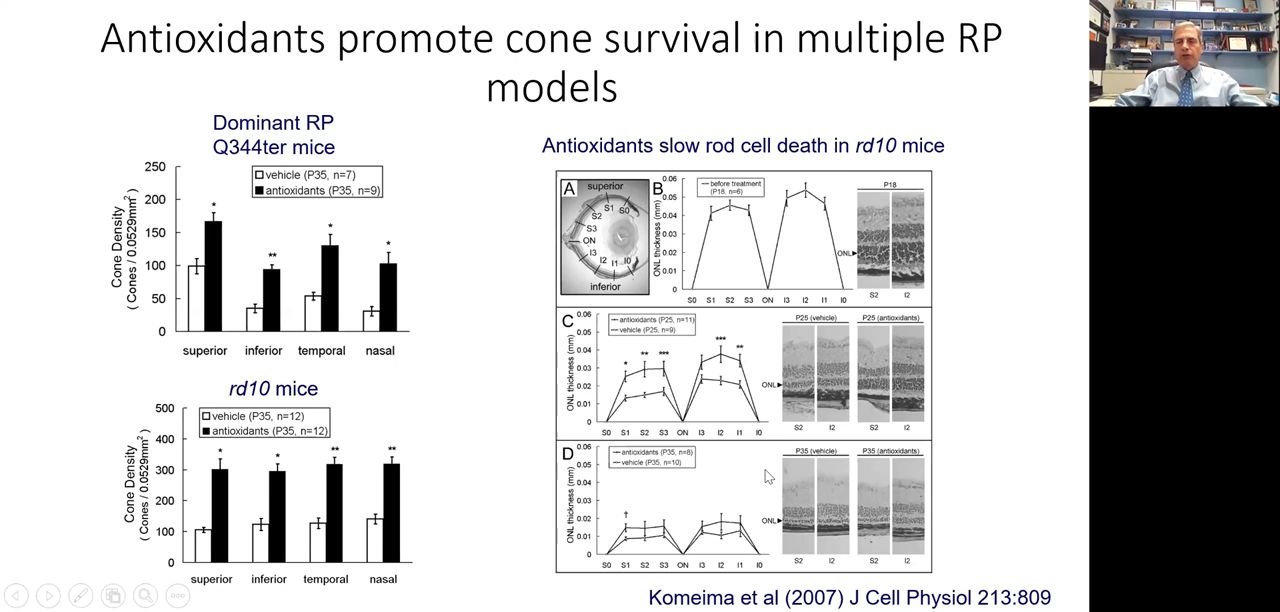 Antioxidants promote cone survival in multiple RP
models
Dominant RP
Q344ter mice
250
200
150
100
50
0
Cone Density
( Cones / 0.0529mm2 )
vehicle (P35, n=7)
antioxidants (P35, n=9)
*
**
*
*
superior inferior temporal nasal
rd10 mice
500
400
300
200
100
0
Cone Density
( Cones / 0.0529mm2 )
vehicle (P35, n=12)
antioxidants (P35, n=12)
*
*
**
**
superior inferior temporal nasal
Antioxidants slow rod cell death in rd10 mice
A
superior
S0
S1
S2
S3
ON
I3
I2
I1
I0
inferior
B
0.06
0.05
0.04
0.03
0.02
0.01
0
ONL thickness (mm)
before treatment
(P18, n=6)
S0 S1 S2 S3 ON I3 I2 I1 I0
P18
ONL
S2 I2
C
0.06
0.05
0.04
0.03
0.02
0.01
0
ONL thickness (mm)
antioxidants (P25, n=11)
vehicle (P25, n=9)
* ** *** *** **
S0 S1 S2 S3 ON I3 I2 I1 I0
P25 (vehicle) P25 (antioxidants)
ONL
S2 I2 S2 I2
D
0.06
0.05
0.04
0.03
0.02
0.01
0
ONL thickness (mm)
antioxidants (P35, n=8)
vehicle (P35, n=10)
†
S0 S1 S2 S3 ON I3 I2 I1 I0
P35 (vehicle) P35 (antioxidants)
ONL
S2 I2 S2 I2
Komeima et al (2007) J Cell Physiol 213:809